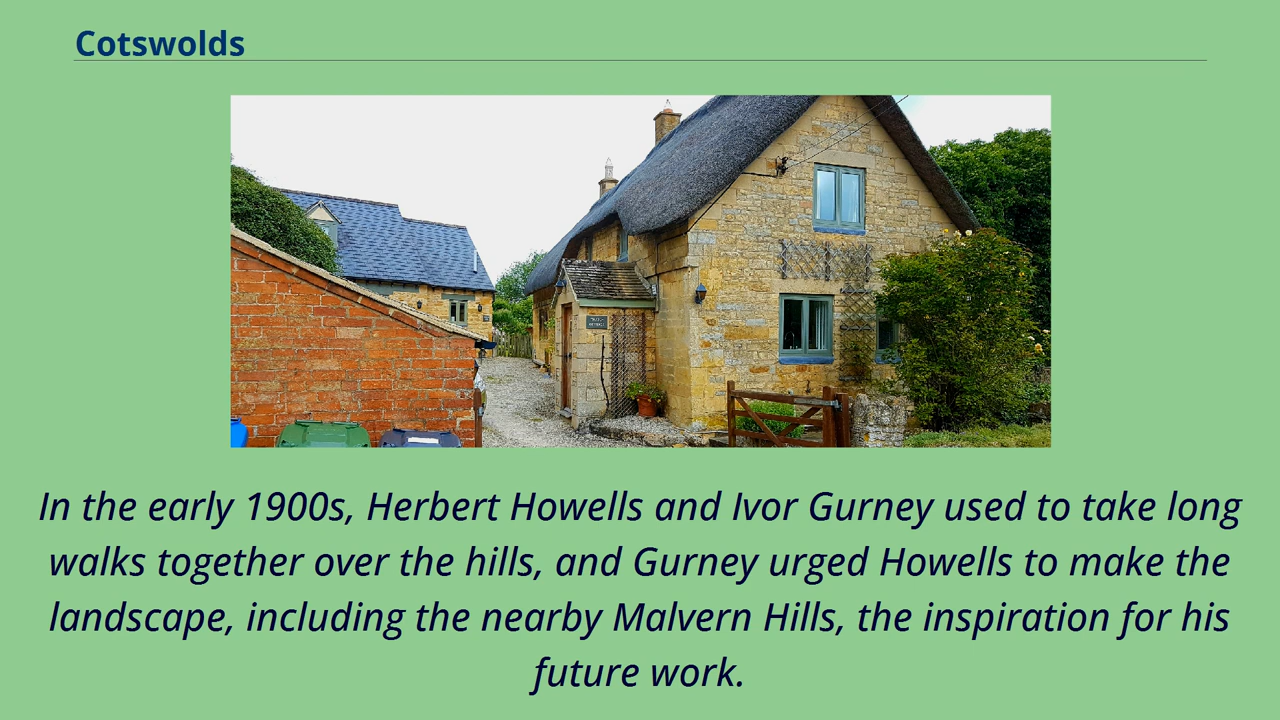 Cotswolds
In the early 1900s, Herbert Howells and Ivor Gurney used to take long
walks together over the hills, and Gurney urged Howells to make the
landscape, including the nearby Malvern Hills, the inspiration for his
future work.